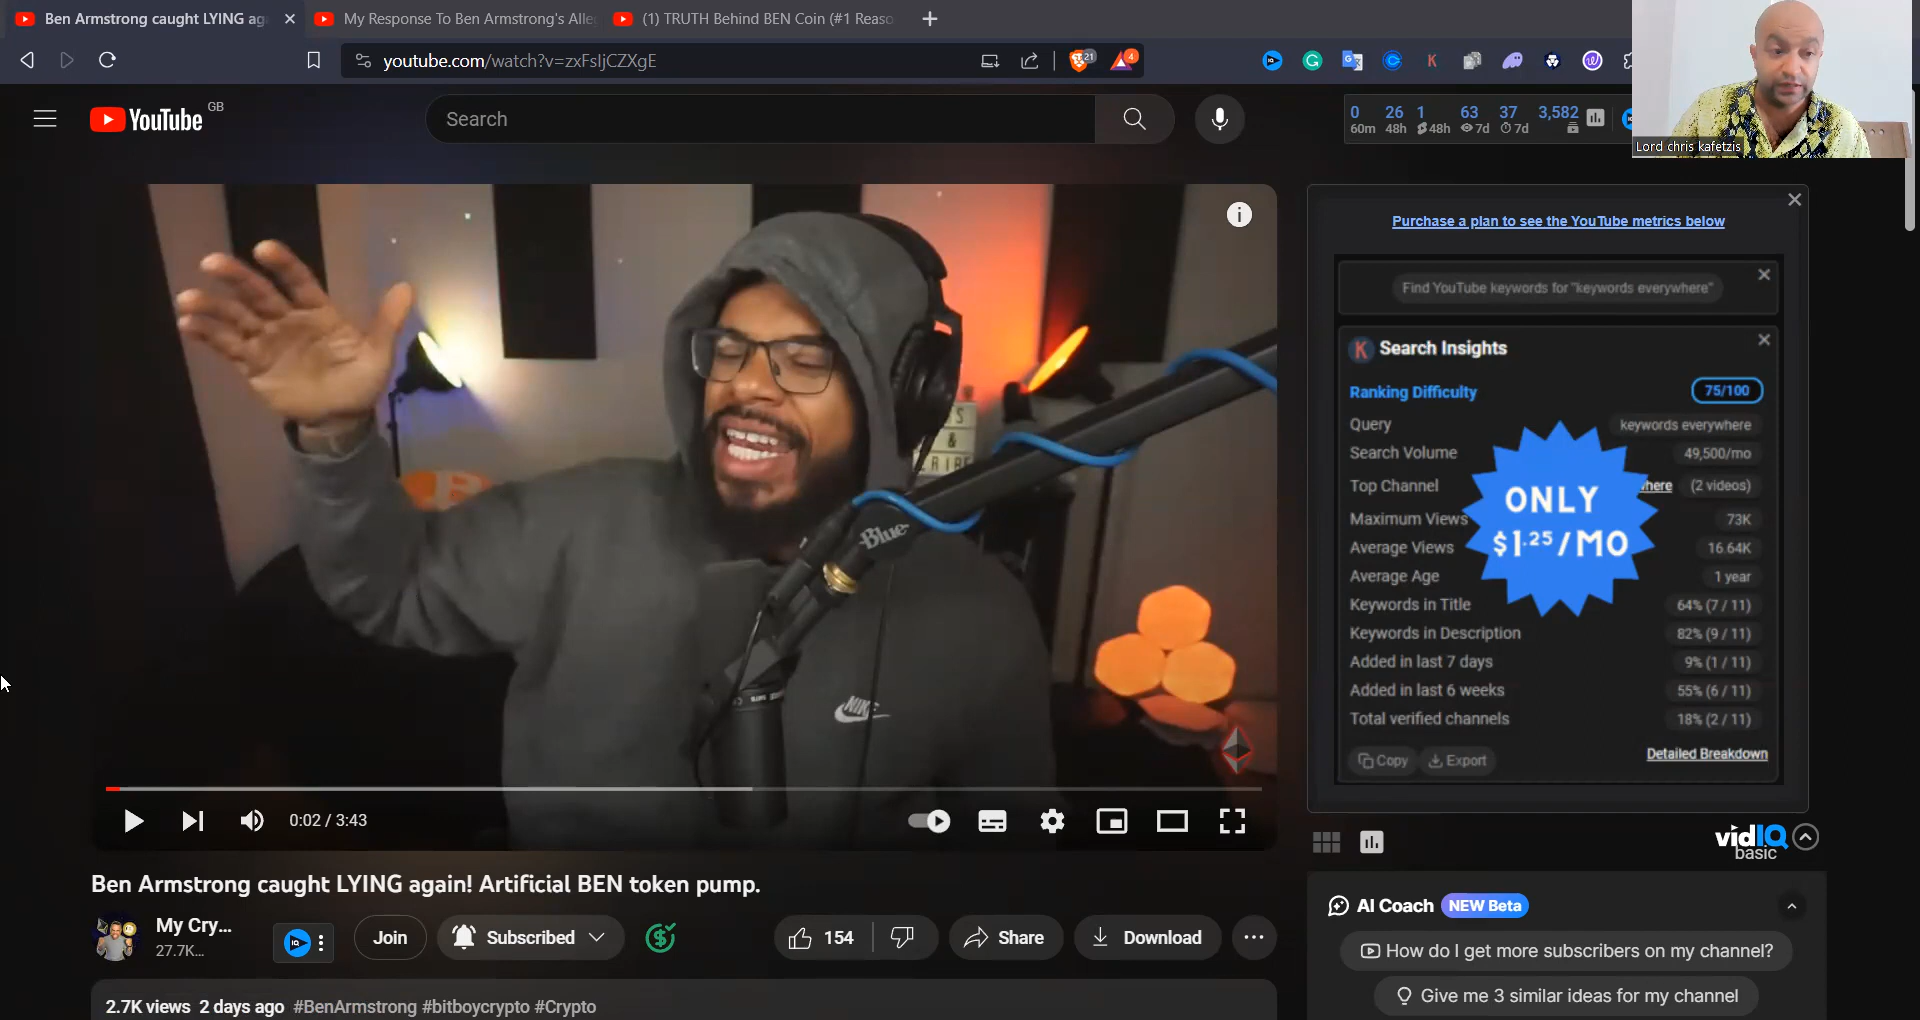 Ben Armstrong caught LYING ag
My Response To Ben Armstrong's Alle
(1) TRUTH Behind BEN Coin (#1 Reaso
youtube.com/watch?v=zxFsIjCZXgE
21
4
Lord chris kafetzis
YouTube
GB
Search
0 26 1 63 37 3,582
60m 48h 48h 7d 7d
Purchase a plan to see the YouTube metrics below
Find YouTube keywords for "keywords everywhere"
K Search Insights
Ranking Difficulty 75/100
Query keywords everywhere
Search Volume 49,500/mo
Top Channel here (2 videos)
Maximum Views 73K
Average Views 16.64K
Average Age 1 year
Keywords in Title 64% (7 / 11)
Keywords in Description 82% (9 / 11)
Added in last 7 days 9% (1 / 11)
Added in last 6 weeks 55% (6 / 11)
Total verified channels 18% (2 / 11)
ONLY
$1.25/MO
Copy Export Detailed Breakdown
Blue
NIKE
0:02 / 3:43
vidIQ
basic
Ben Armstrong caught LYING again! Artificial BEN token pump.
My Cry...
27.7K...
IQ
Join
Subscribed
154
Share
Download
2.7K views 2 days ago #BenArmstrong #bitboycrypto #Crypto
AI Coach NEW Beta
How do I get more subscribers on my channel?
Give me 3 similar ideas for my channel